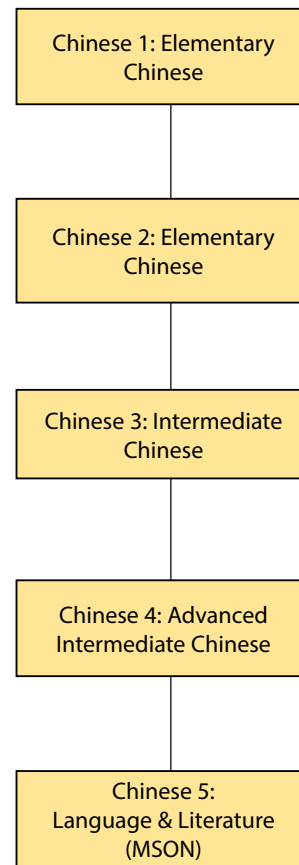 Chinese 1: Elementary
Chinese
Chinese 2: Elementary
Chinese
Chinese 3: Intermediate
Chinese
Chinese 4: Advanced
Intermediate Chinese
Chinese 5:
Language & Literature
(MSON)